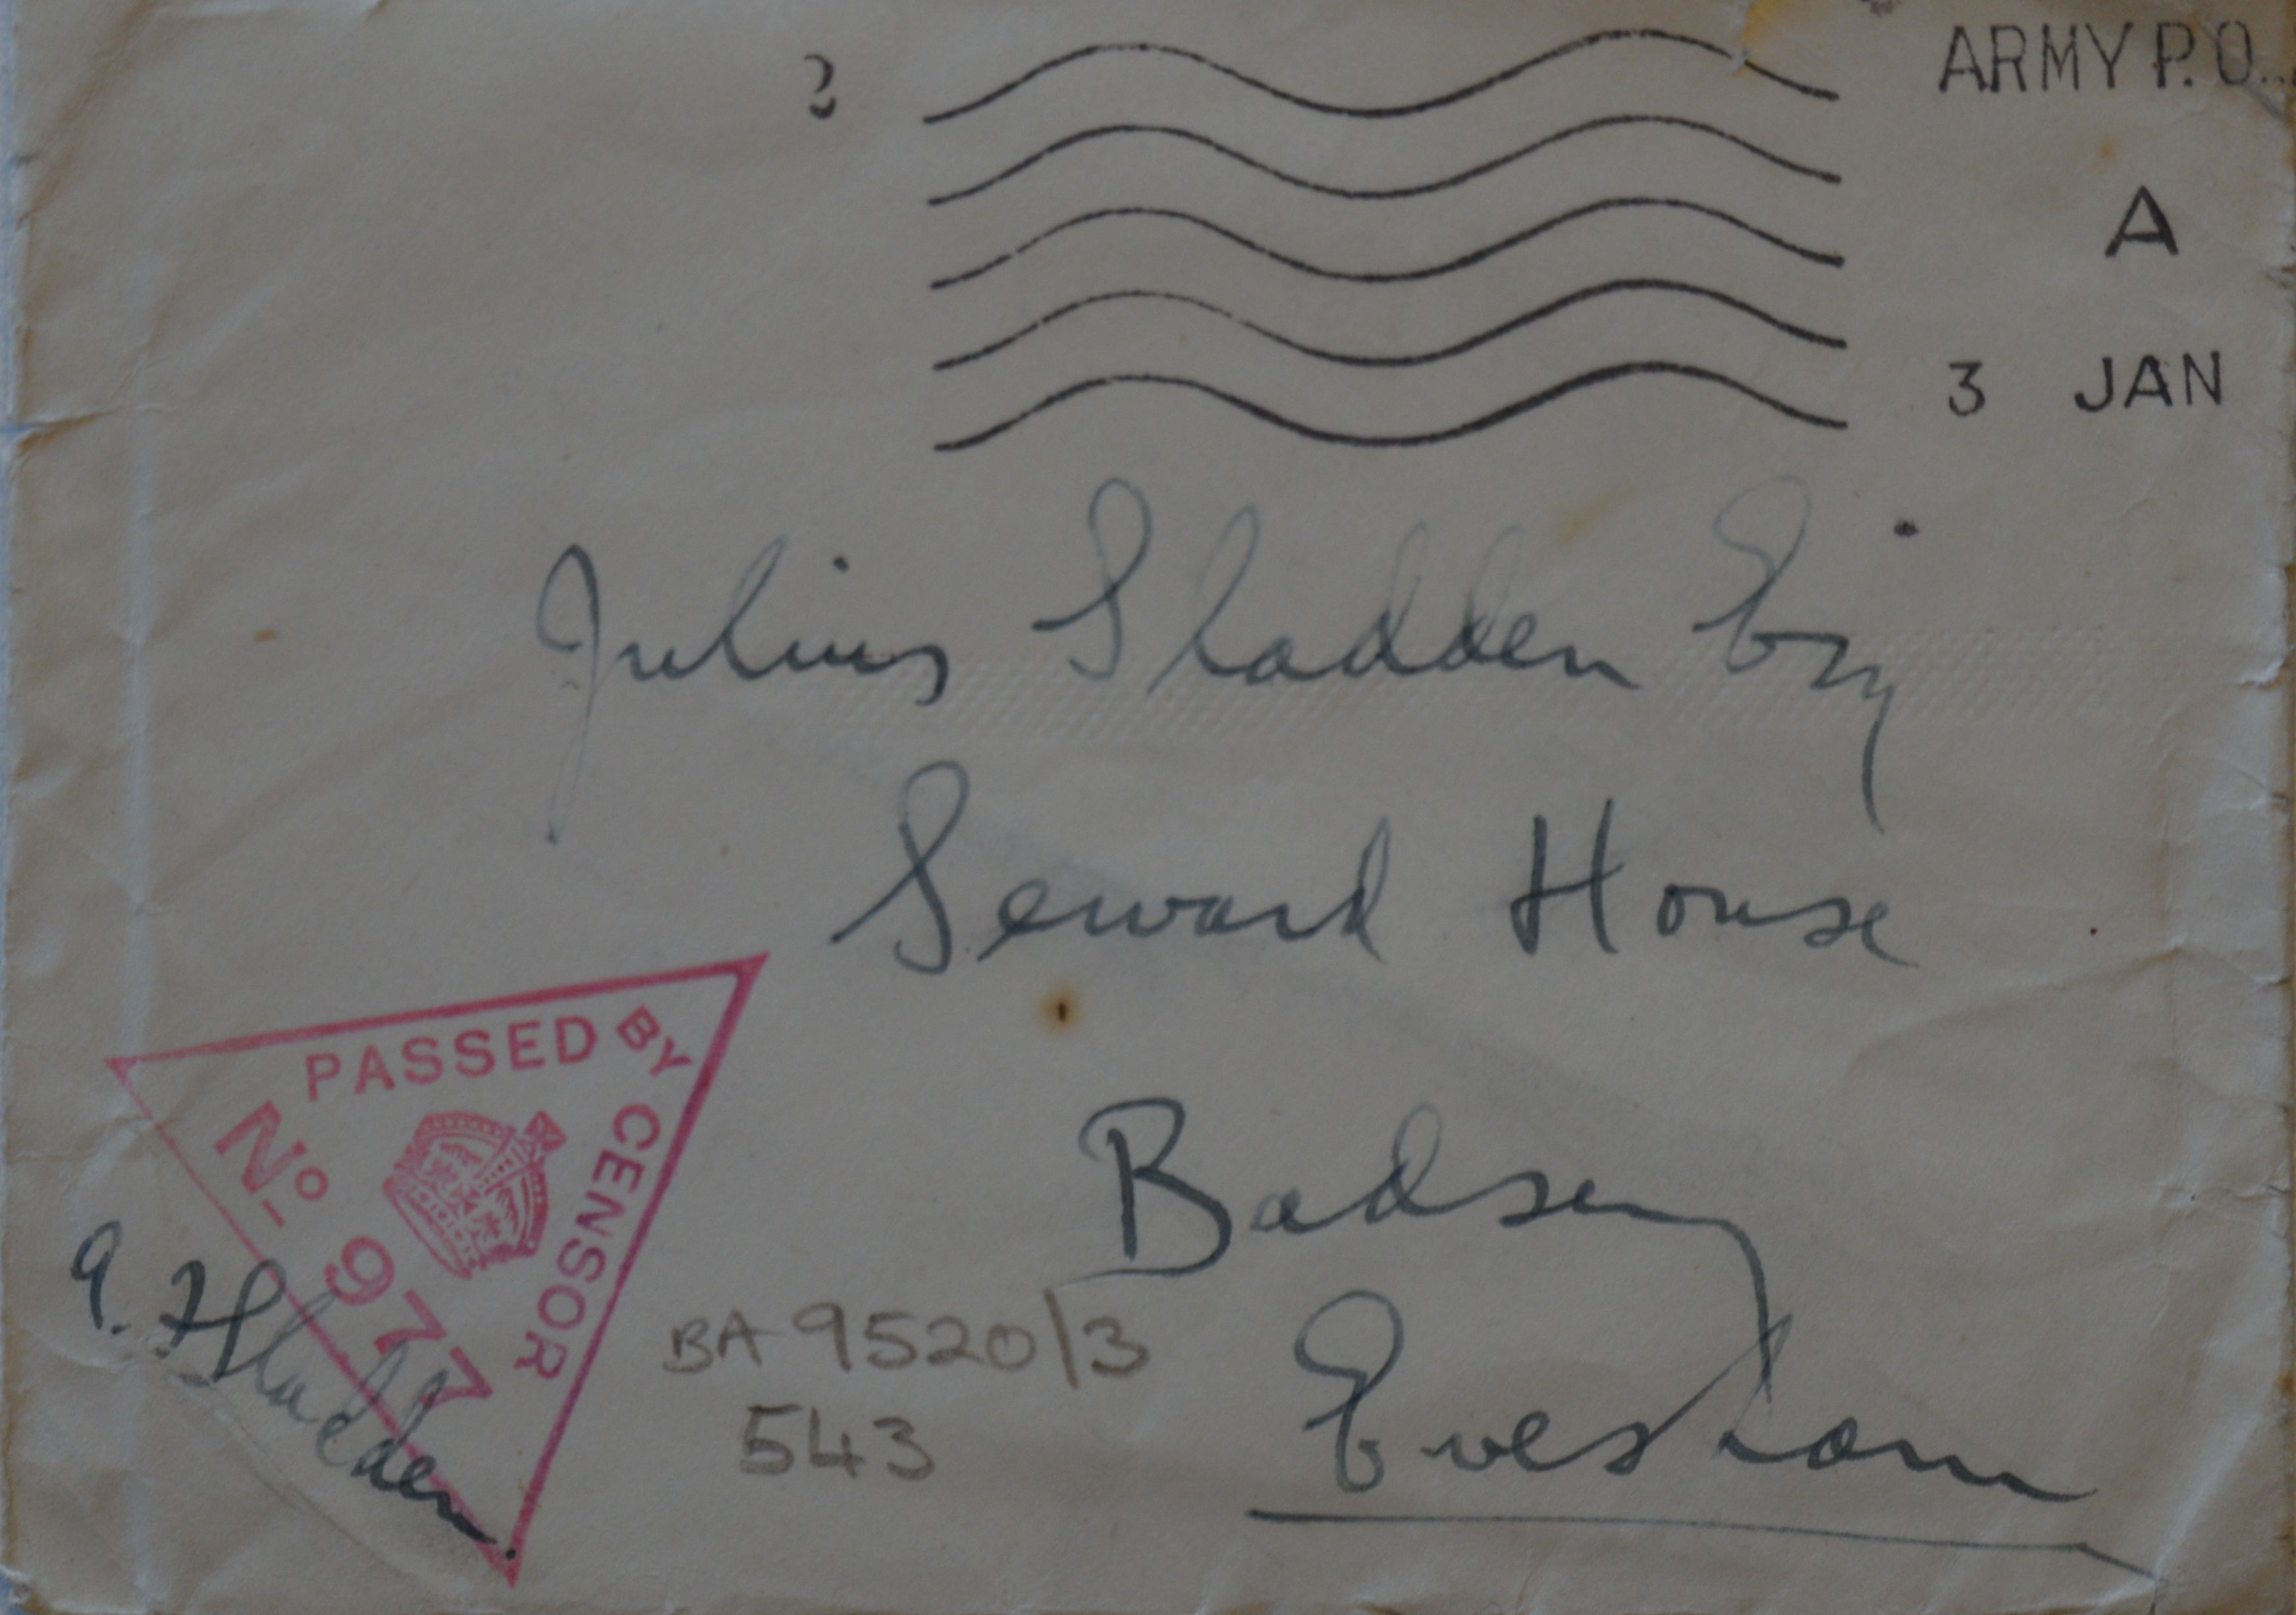 2
ARMY P.O.
A
3 JAN
Julius Sladden Esq
Seward House
Badsey
Evesham
PASSED BY CENSOR
No 977
Sladden.
BA 9520/3
543